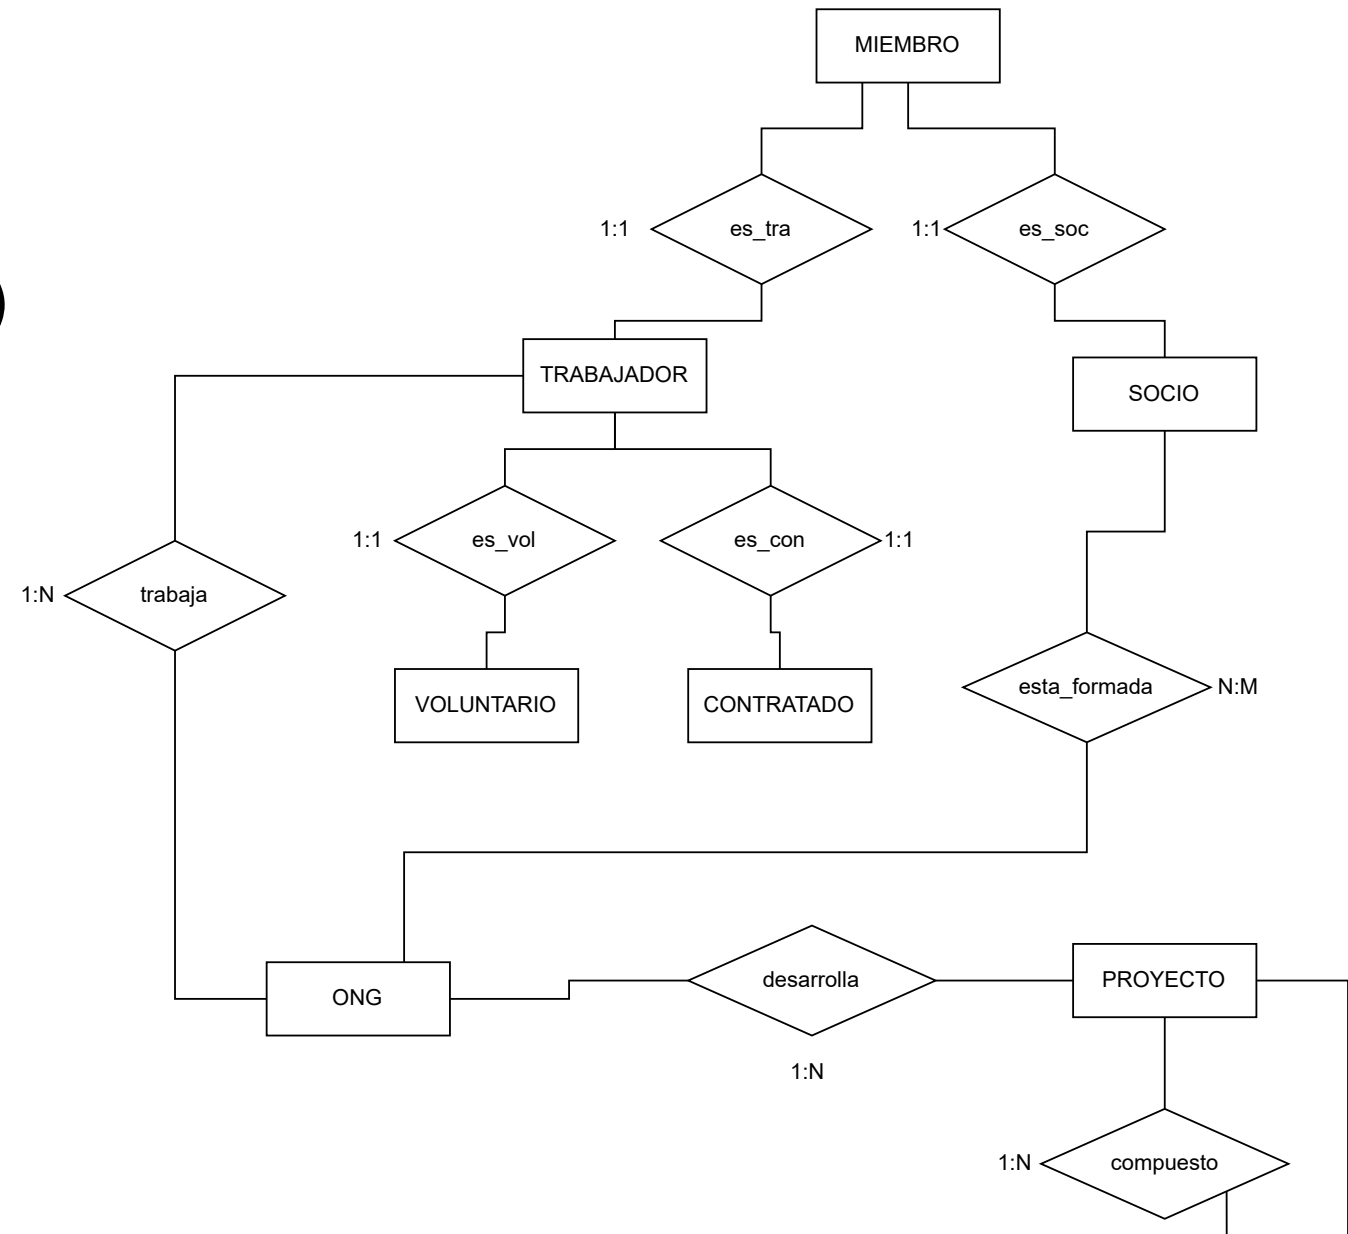 MIEMBRO
1:1
es_tra
1:1
es_soc
TRABAJADOR
SOCIO
1:1
es_vol
es_con
1:1
1:N
trabaja
VOLUNTARIO
CONTRATADO
esta_formada
N:M
ONG
desarrolla
PROYECTO
1:N
1:N
compuesto